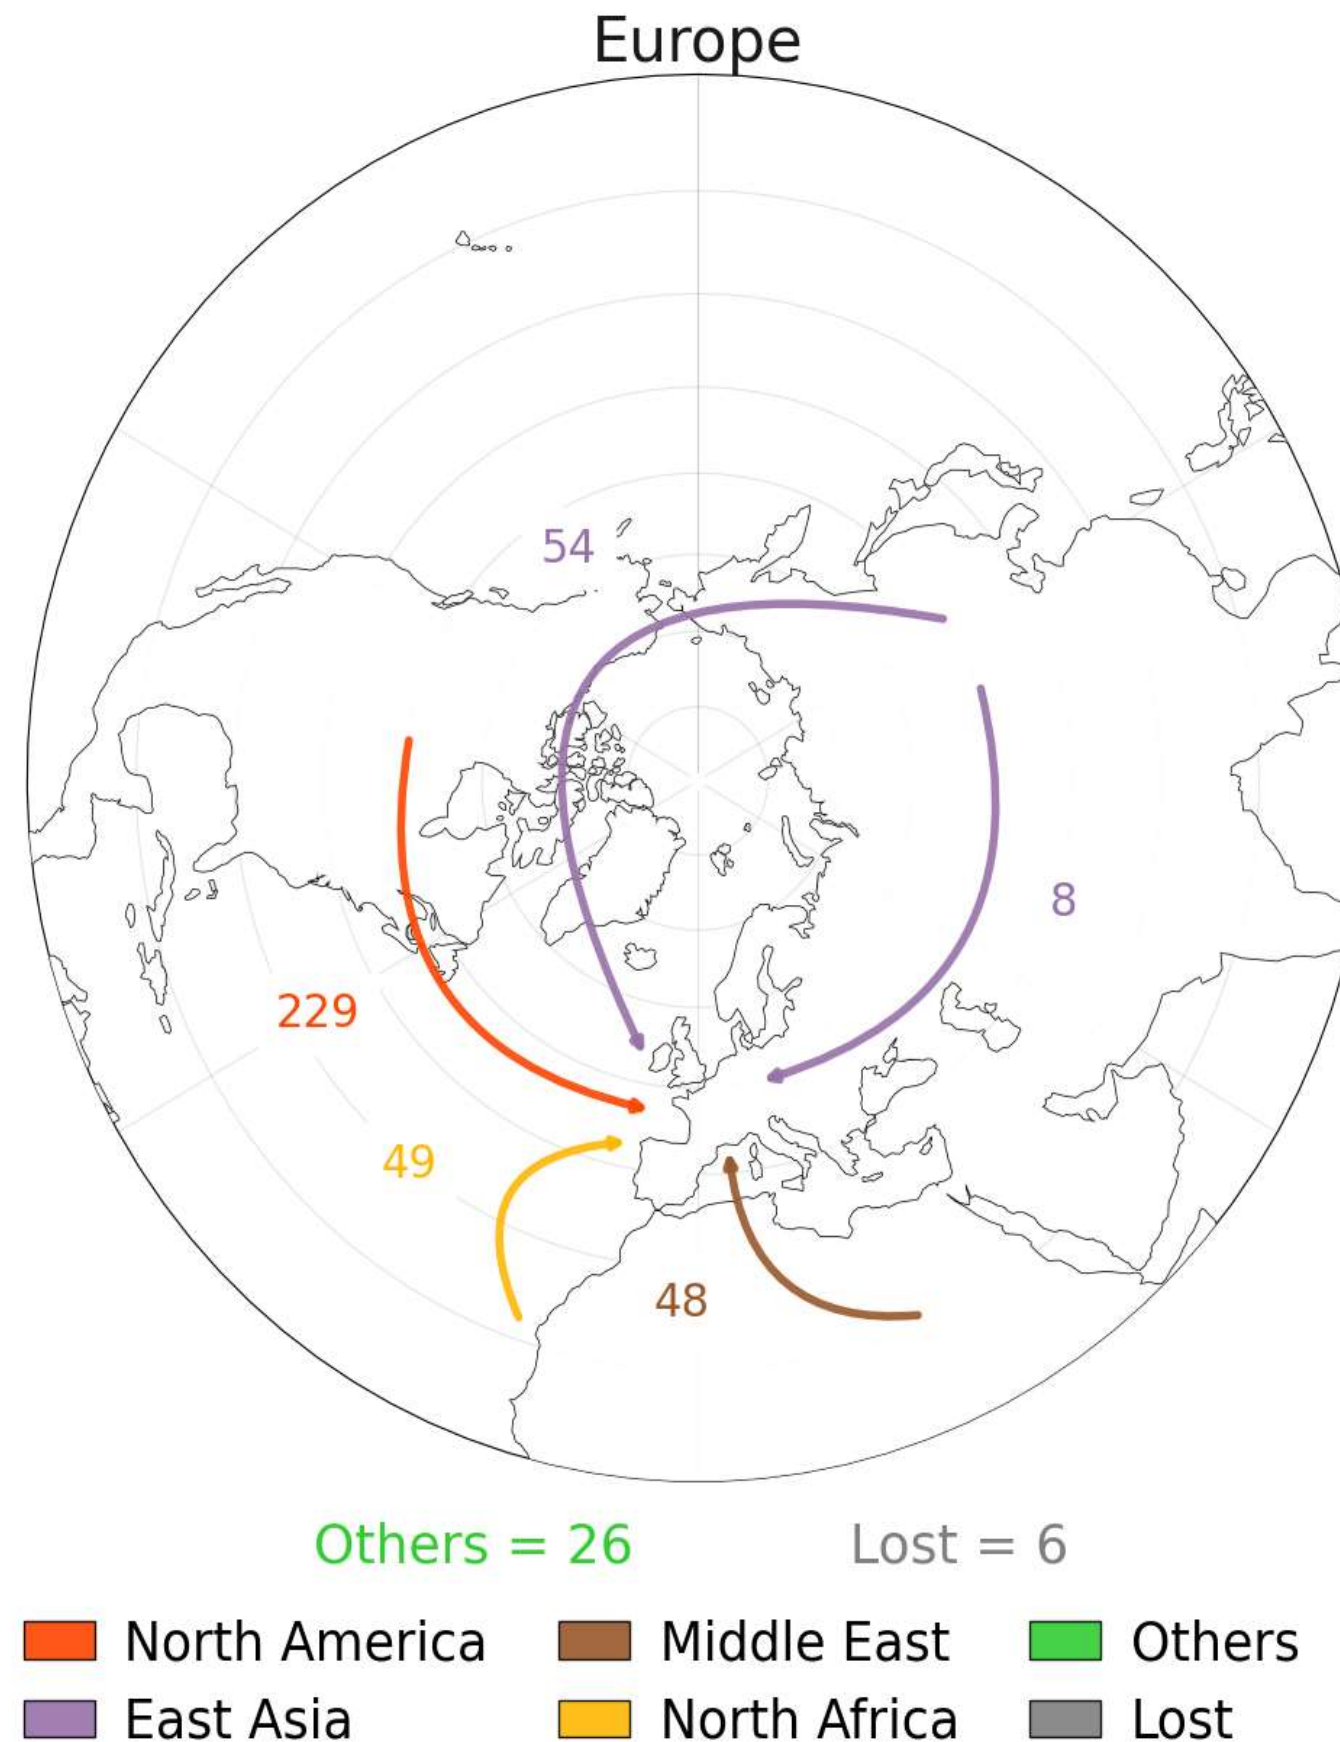 Europe
54
8
229
49
48
Others = 26 Lost = 6
North America Middle East Others
East Asia North Africa Lost